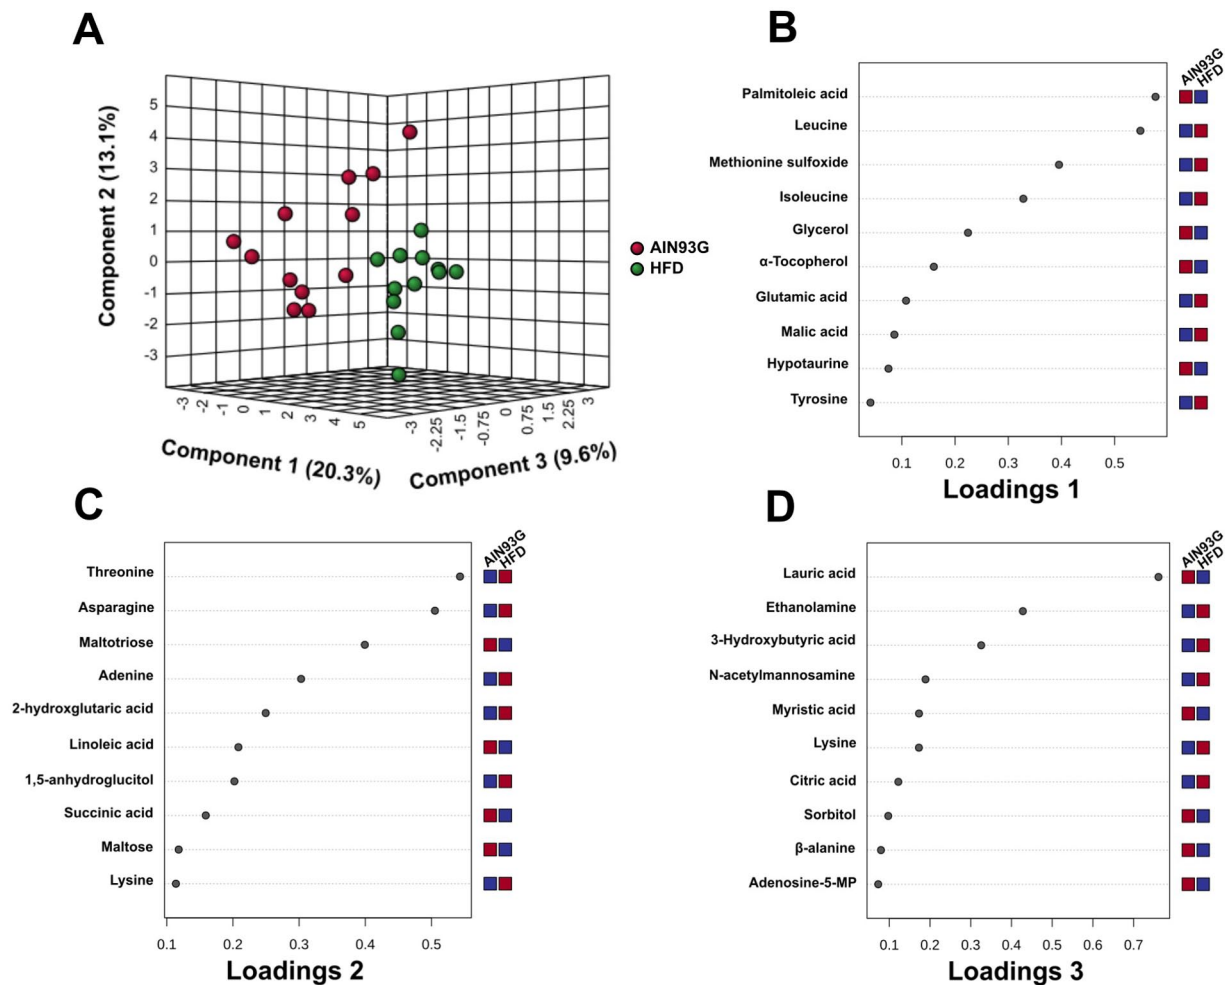 A
Component 2 (13.1%)
5
4
3
2
1
0
-1
-2
-3
-3 -2 -1 0 1 2 3 4 5
Component 1 (20.3%)
-3 -2.25 -1.5 -0.75 0 0.75 1.5 2.25 3
Component 3 (9.6%)
AIN93G
HFD
B
AIN93G
HFD
Palmitoleic acid
Leucine
Methionine sulfoxide
Isoleucine
Glycerol
α-Tocopherol
Glutamic acid
Malic acid
Hypotaurine
Tyrosine
0.1 0.2 0.3 0.4 0.5
Loadings 1
C
AIN93G
HFD
Threonine
Asparagine
Maltotriose
Adenine
2-hydroxglutaric acid
Linoleic acid
1,5-anhydroglucitol
Succinic acid
Maltose
Lysine
0.1 0.2 0.3 0.4 0.5
Loadings 2
D
AIN93G
HFD
Lauric acid
Ethanolamine
3-Hydroxybutyric acid
N-acetylmannosamine
Myristic acid
Lysine
Citric acid
Sorbitol
β-alanine
Adenosine-5-MP
0.1 0.2 0.3 0.4 0.5 0.6 0.7
Loadings 3